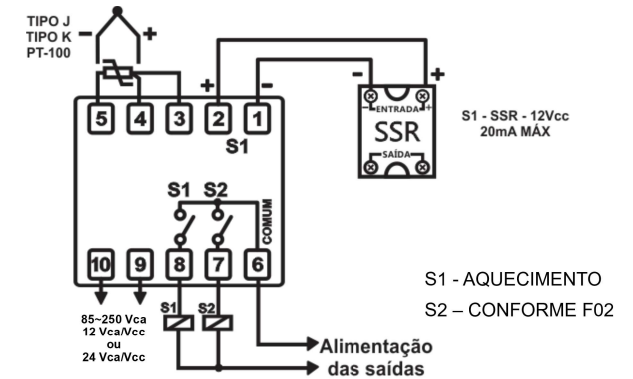 TIPO J
TIPO K
PT-100
- +
+ -
- +
5 4 3 2 1
S1
- ENTRADA +
SSR
SAÍDA
S1 - SSR - 12Vcc
20mA MÁX
S1 S2
COMUM
10 9 8 7 6
S1 S2
85~250 Vca
12 Vca/Vcc
ou
24 Vca/Vcc
S1 - AQUECIMENTO
S2 – CONFORME F02
Alimentação
das saídas